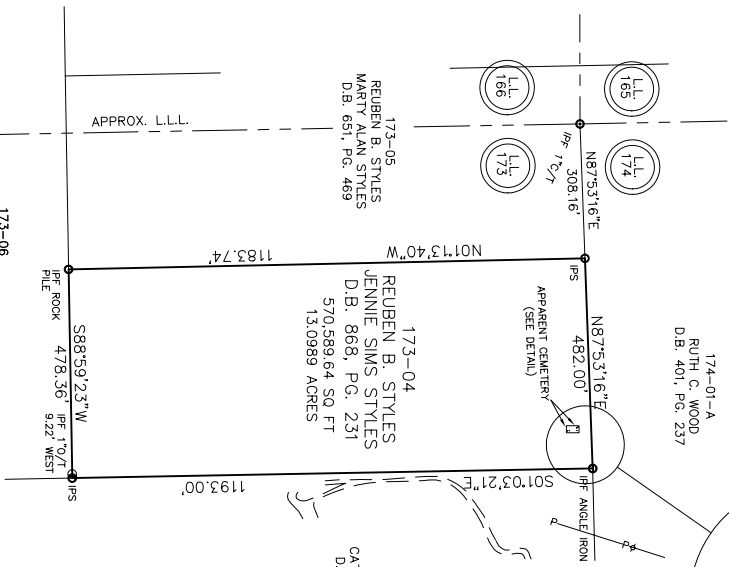 174-01-A
RUTH C. WOOD
D.B. 401, PG. 237
L.L.
165
L.L.
174
L.L.
166
L.L.
173
N87°53'16"E
308.16'
IPF 1"C/T
N87°53'16"E
482.00'
IPS
IPF ANGLE IRON
P
PØ
APPARENT CEMETERY
(SEE DETAIL)
173-05
REUBEN B. STYLES
MARTY ALAN STYLES
D.B. 651, PG. 469
APPROX. L.L.L.
N01°13'40"W
1183.74'
173-04
REUBEN B. STYLES
JENNIE SIMS STYLES
D.B. 868, PG. 231
570,589.64 SQ FT
13.0989 ACRES
S01°03'21"E
1193.00'
CA
D.
IPF ROCK
PILE
S88°59'23"W
478.36'
IPF 1"O/T
9.22' WEST
IPS
173-06